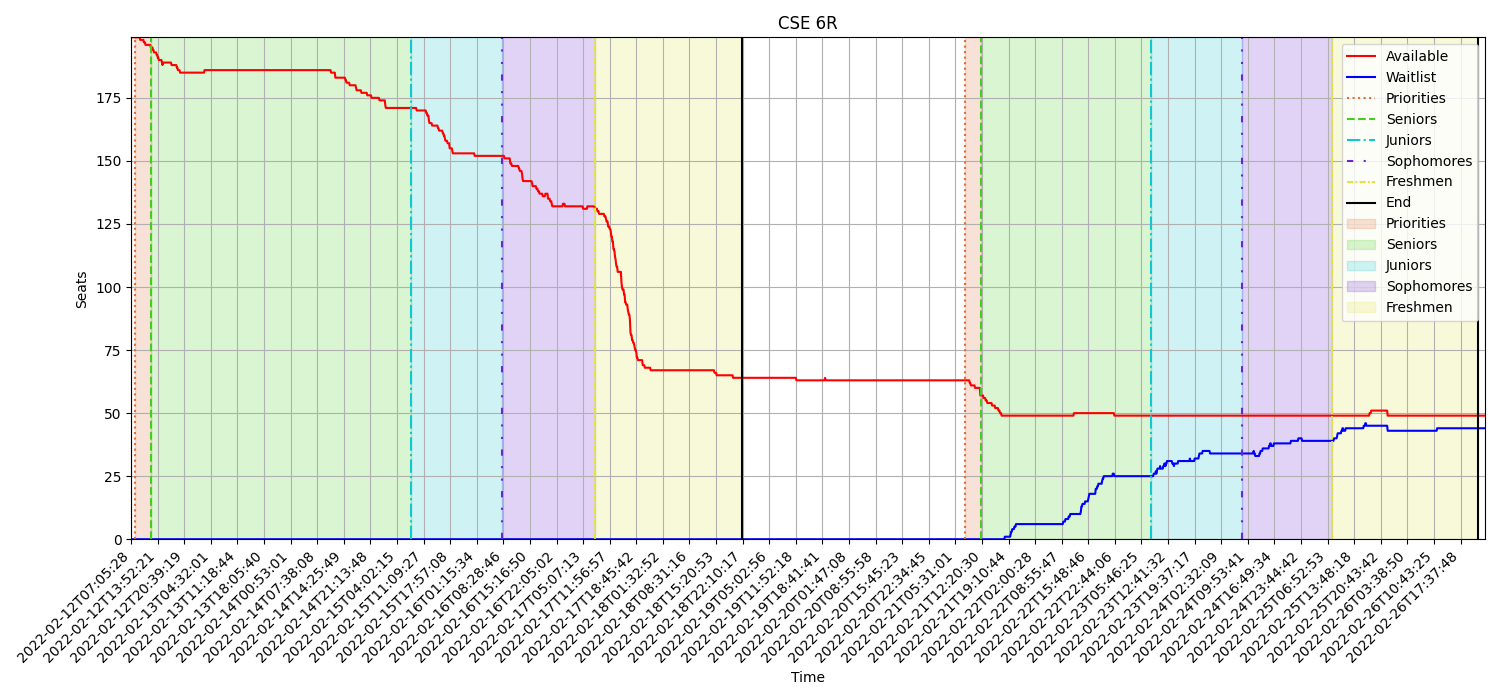 CSE 6R
Seats
175
150
125
100
75
50
25
0
Available
Waitlist
Priorities
Seniors
Juniors
Sophomores
Freshmen
End
Priorities
Seniors
Juniors
Sophomores
Freshmen
2022-02-12T7:05:28
2022-02-12T13:52:21
2022-02-12T20:39:19
2022-02-13T04:32:01
2022-02-13T11:18:44
2022-02-13T18:05:40
2022-02-14T00:53:01
2022-02-14T07:38:08
2022-02-14T14:25:49
2022-02-14T21:13:48
2022-02-15T04:02:15
2022-02-15T11:09:27
2022-02-15T17:57:08
2022-02-16T01:15:34
2022-02-16T08:28:46
2022-02-16T15:16:50
2022-02-16T22:05:02
2022-02-17T05:07:13
2022-02-17T11:56:57
2022-02-17T18:45:42
2022-02-18T01:32:52
2022-02-18T08:31:16
2022-02-18T15:20:53
2022-02-18T22:10:17
2022-02-19T05:02:56
2022-02-19T11:52:18
2022-02-19T18:41:45
2022-02-20T01:47:08
2022-02-20T08:55:58
2022-02-20T15:45:23
2022-02-20T22:34:45
2022-02-21T05:31:01
2022-02-21T12:20:30
2022-02-21T19:10:44
2022-02-22T02:00:28
2022-02-22T08:55:47
2022-02-22T15:48:46
2022-02-22T22:44:06
2022-02-23T05:46:25
2022-02-23T12:41:32
2022-02-23T19:37:17
2022-02-24T02:32:09
2022-02-24T09:53:41
2022-02-24T16:49:34
2022-02-24T23:44:42
2022-02-25T06:52:53
2022-02-25T13:48:18
2022-02-25T20:43:42
2022-02-26T03:38:50
2022-02-26T10:43:25
2022-02-26T17:37:48
Time